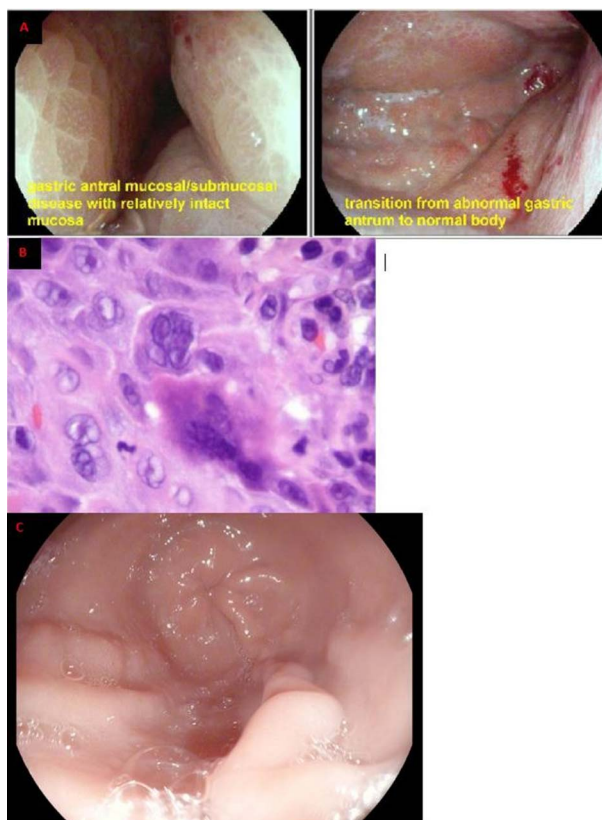 A
gastric antral mucosal/submucosal
disease with relatively intact
mucosa
transition from abnormal gastric
antrum to normal body
B
C